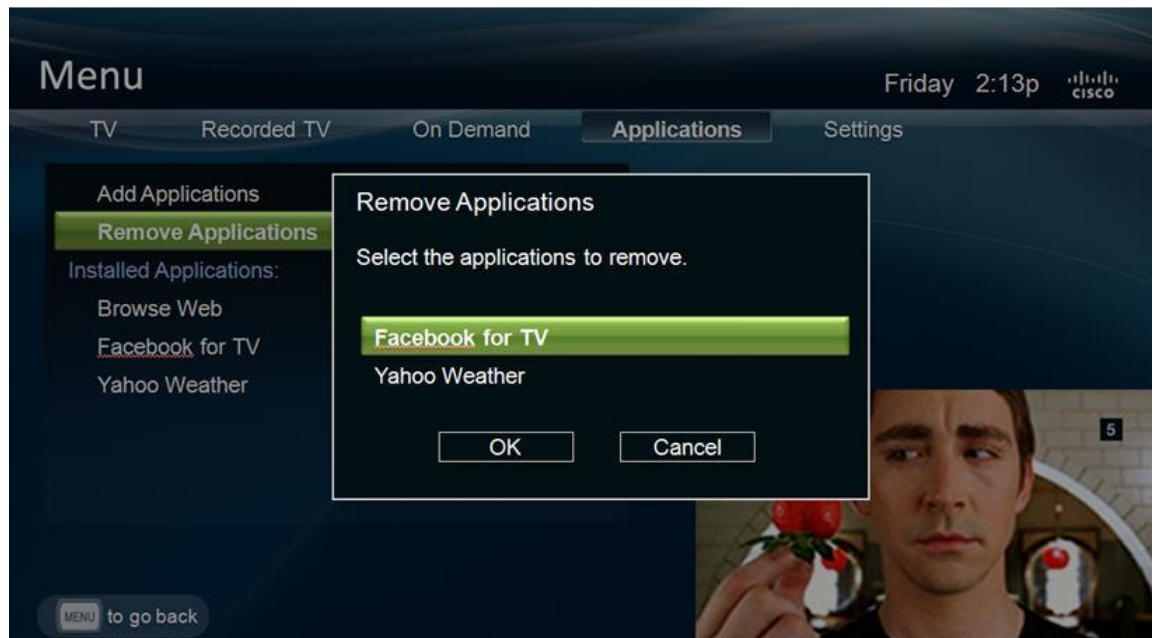 Menu
Friday 2:13p
CISCO
TV Recorded TV On Demand Applications Settings
Add Applications
Remove Applications
Installed Applications:
Browse Web
Facebook for TV
Yahoo Weather
Remove Applications
Select the applications to remove.
Facebook for TV
Yahoo Weather
OK Cancel
5
MENU to go back